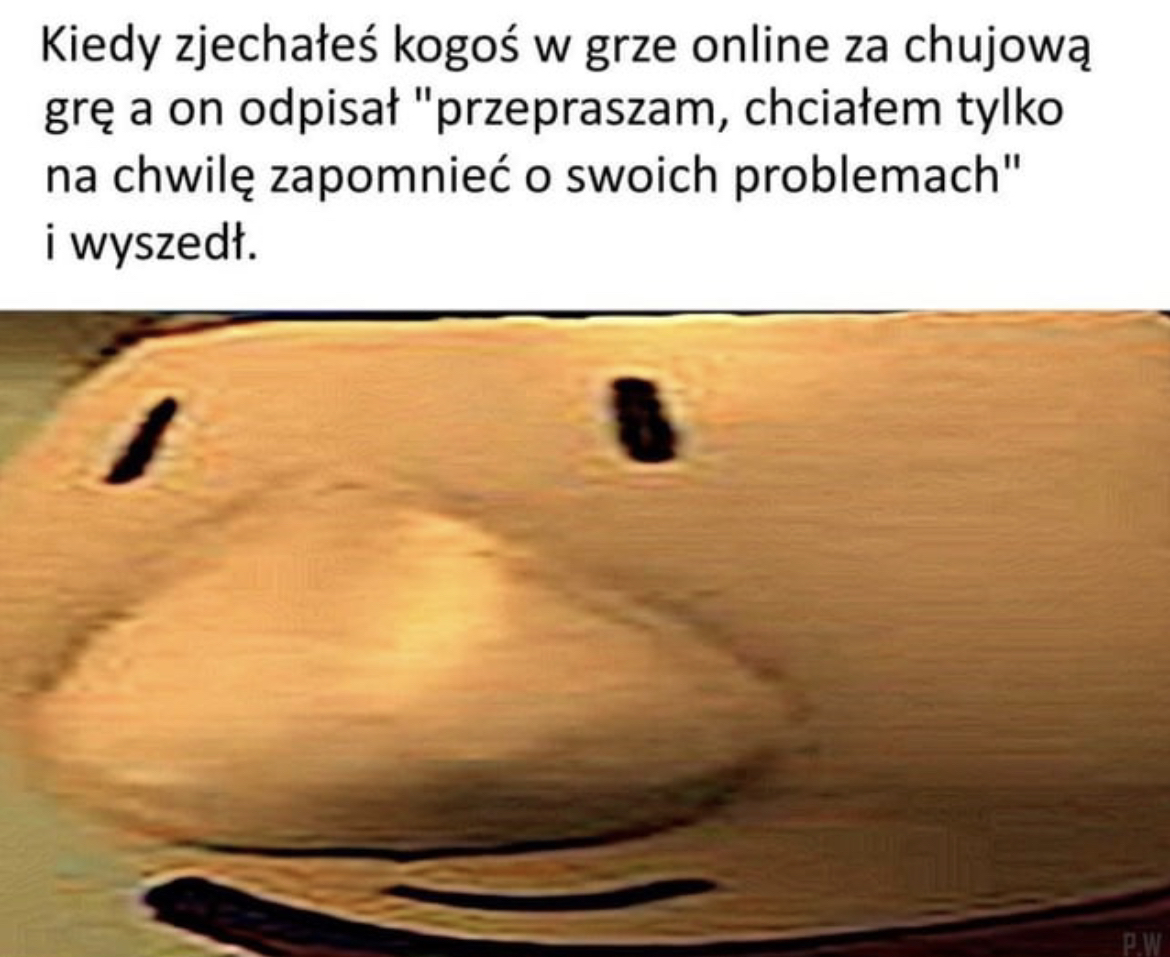 Kiedy zjechałeś kogoś w grze online za chujową
grę a on odpisał "przepraszam, chciałem tylko
na chwilę zapomnieć o swoich problemach"
i wyszedł.
P.W